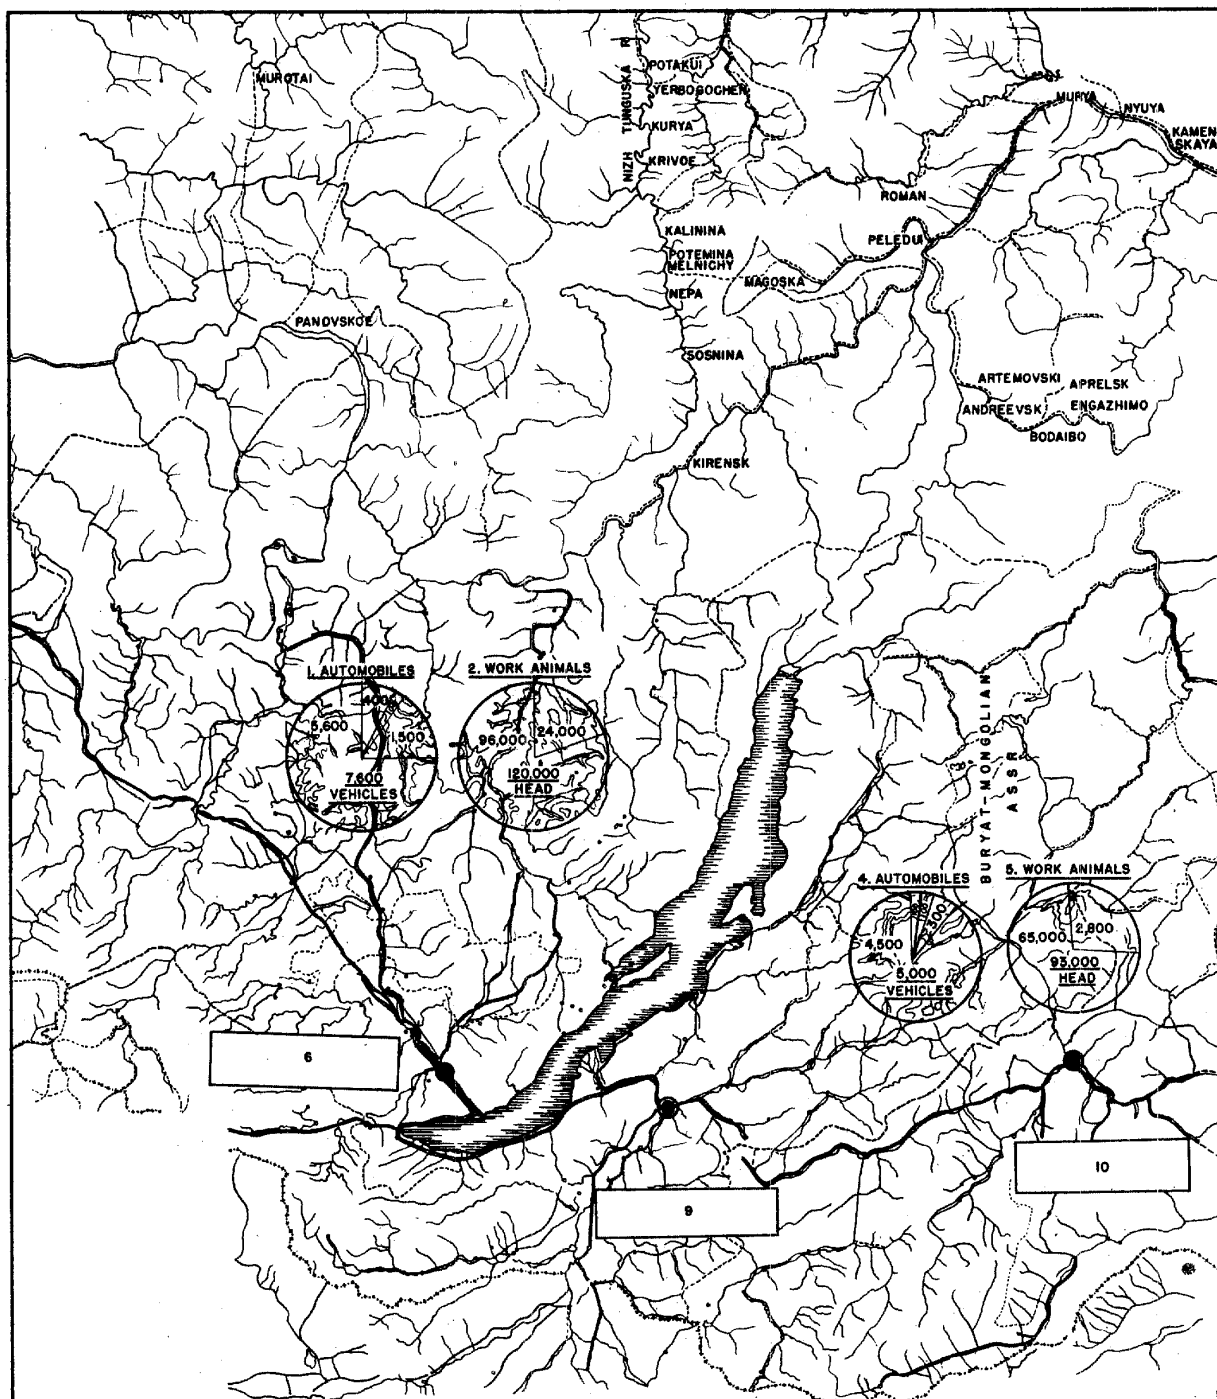 MUROTAI
NIZH TUNGUSKA R
POTAKUI
YERBOGOCHEN
KURYA
KRIVOE
MURYA
NYUYA
KAMEN
SKAYA
ROMAN
KALININA
PELEDUI
POTEMINA
MELNICHY
MAGOSKA
NEPA
PANOVSKOE
SOSNINA
ARTEMOVSKI
APRELSK
ANDREEVSK
ENGAZHIMO
BODAIBO
KIRENSK
1. AUTOMOBILES
400
5,600
1,500
7,600
VEHICLES
2. WORK ANIMALS
96,000
24,000
120,000
HEAD
BURYAT-MONGOLIAN
ASSR
4. AUTOMOBILES
300
4,500
5,000
VEHICLES
5. WORK ANIMALS
65,000
2,800
93,000
HEAD
6
10
9